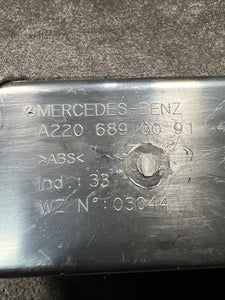 MERCEDES-BENZ
A220 689 00 91
>ABS<
Ind.: 33
WZ N°: 03044